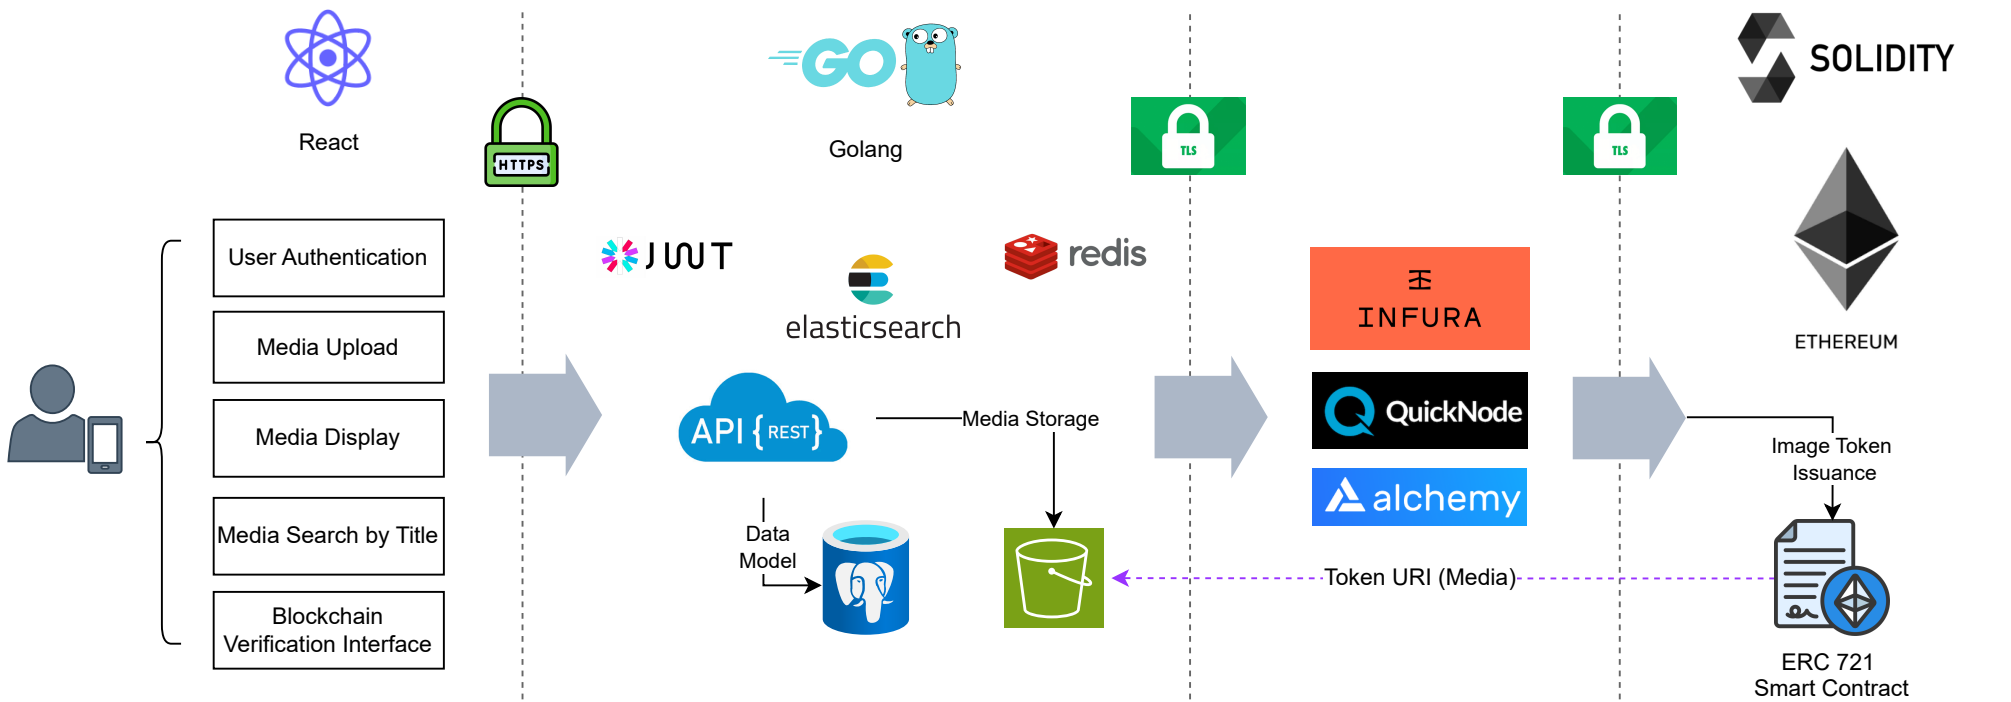 React
HTTPS
User Authentication
Media Upload
Media Display
Media Search by Title
Blockchain
Verification Interface
GO
Golang
JWT
elasticsearch
redis
API {REST}
Media Storage
Data
Model
TLS
INFURA
QuickNode
alchemy
Token URI (Media)
TLS
SOLIDITY
ETHEREUM
Image Token
Issuance
ERC 721
Smart Contract